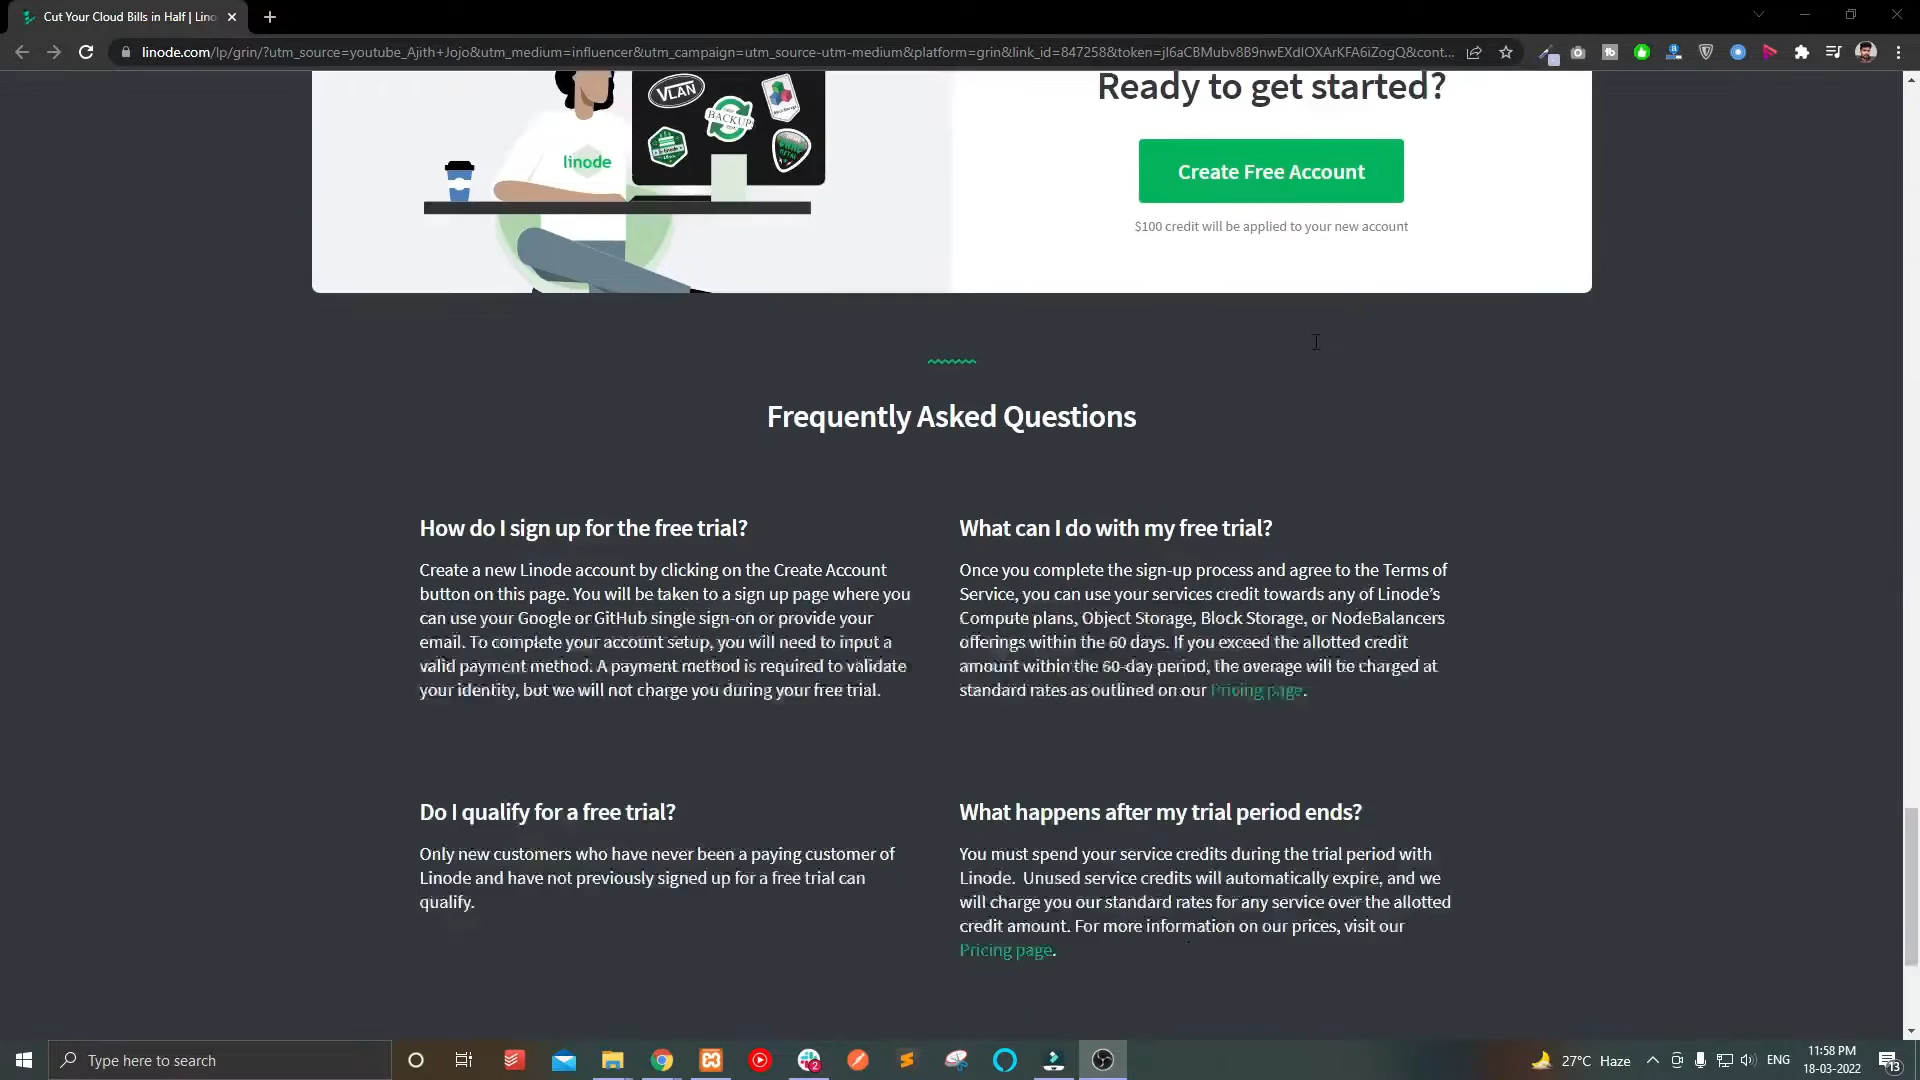 Cut Your Cloud Bills in Half | Lino
linode.com/lp/grin/?utm_source=youtube_Ajith+Jojo&utm_medium=influencer&utm_campaign=utm_source-utm-medium&platform=grin&link_id=847258&token=jl6aCBMubv8B9nwEXdIOXArKFA6iZogQ&cont...
VLAN
BACKUP
linode
Ready to get started?
Create Free Account
$100 credit will be applied to your new account
Frequently Asked Questions
How do I sign up for the free trial?
Create a new Linode account by clicking on the Create Account
button on this page. You will be taken to a sign up page where you
can use your Google or GitHub single sign-on or provide your
email. To complete your account setup, you will need to input a
valid payment method. A payment method is required to validate
your identity, but we will not charge you during your free trial.
What can I do with my free trial?
Once you complete the sign-up process and agree to the Terms of
Service, you can use your services credit towards any of Linode’s
Compute plans, Object Storage, Block Storage, or NodeBalancers
offerings within the 60 days. If you exceed the allotted credit
amount within the 60-day period, the overage will be charged at
standard rates as outlined on our Pricing page.
Do I qualify for a free trial?
Only new customers who have never been a paying customer of
Linode and have not previously signed up for a free trial can
qualify.
What happens after my trial period ends?
You must spend your service credits during the trial period with
Linode. Unused service credits will automatically expire, and we
will charge you our standard rates for any service over the allotted
credit amount. For more information on our prices, visit our
Pricing page.
Type here to search
2
27°C Haze
ENG
11:58 PM
18-03-2022
13